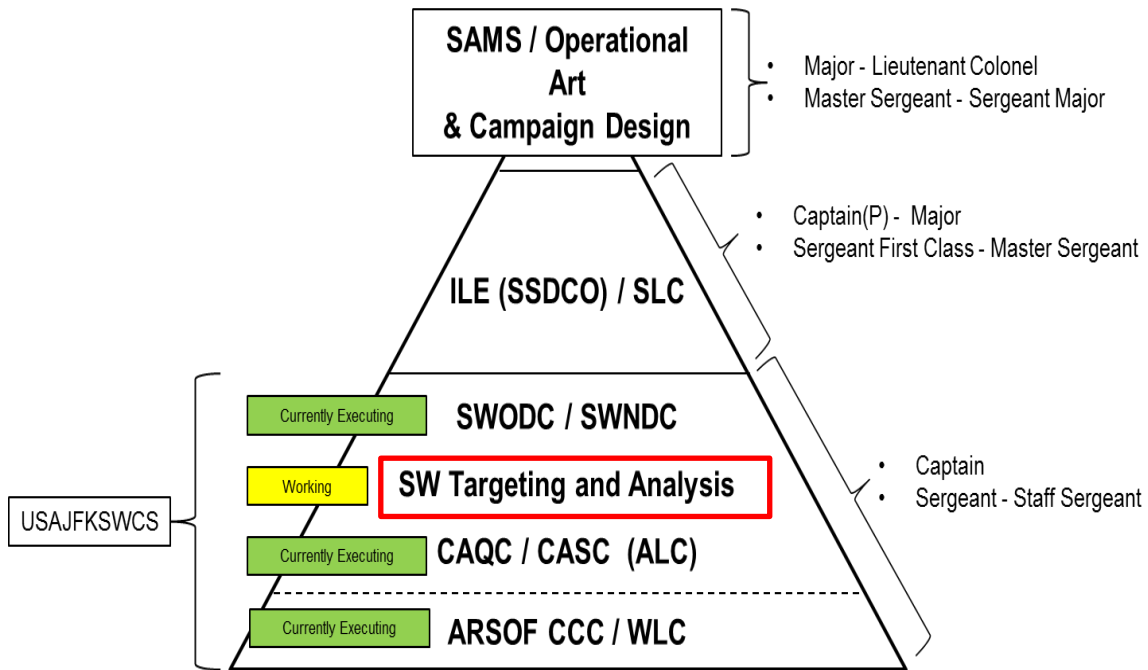 SAMS / Operational
Art
& Campaign Design
• Major - Lieutenant Colonel
• Master Sergeant - Sergeant Major
• Captain(P) - Major
• Sergeant First Class - Master Sergeant
ILE (SSDCO) / SLC
Currently Executing
SWODC / SWNDC
Working
SW Targeting and Analysis
• Captain
• Sergeant - Staff Sergeant
USAJFKSWCS
Currently Executing
CAQC / CASC (ALC)
Currently Executing
ARSOF CCC / WLC